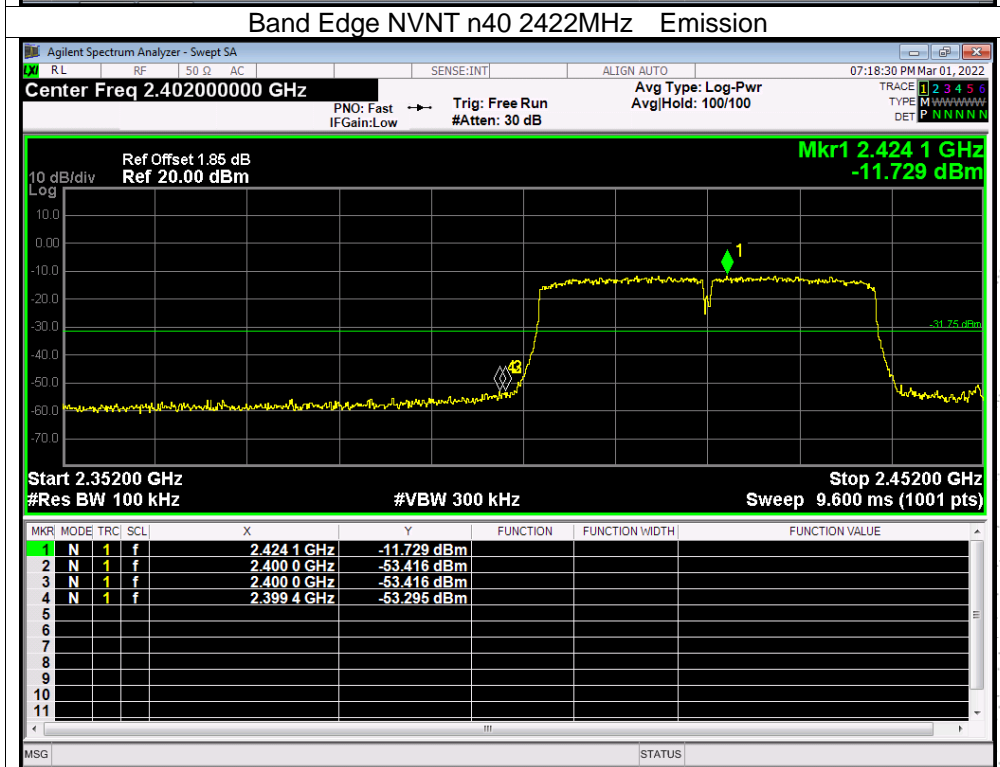 Band Edge NVNT n40 2422MHz    Emission
Agilent Spectrum Analyzer - Swept SA
LXI RL RF 50 Ω AC SENSE:INT ALIGN AUTO 07:18:30 PM Mar 01, 2022
Center Freq 2.402000000 GHz Avg Type: Log-Pwr TRACE 1 2 3 4 5 6
PNO: Fast Trig: Free Run Avg|Hold: 100/100 TYPE M WWWWW
IFGain:Low #Atten: 30 dB DET P N N N N N
Mkr1 2.424 1 GHz
-11.729 dBm
Ref Offset 1.85 dB
10 dB/div Ref 20.00 dBm
Log
10.0
0.00
1
-10.0
-20.0
-30.0
-31.75 dBm
-40.0
43
-50.0
-60.0
-70.0
Start 2.35200 GHz Stop 2.45200 GHz
#Res BW 100 kHz #VBW 300 kHz Sweep 9.600 ms (1001 pts)
MKR MODE TRC SCL X Y FUNCTION FUNCTION WIDTH FUNCTION VALUE
1 N 1 f 2.424 1 GHz -11.729 dBm
2 N 1 f 2.400 0 GHz -53.416 dBm
3 N 1 f 2.400 0 GHz -53.416 dBm
4 N 1 f 2.399 4 GHz -53.295 dBm
5
6
7
8
9
10
11
MSG STATUS